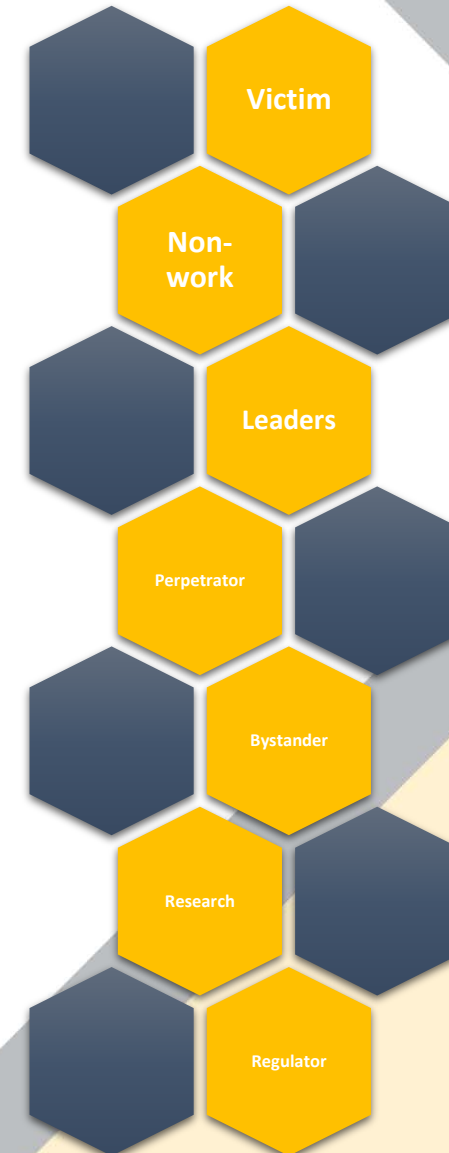 Victim
Non-
work
Leaders
Perpetrator
Bystander
Research
Regulator